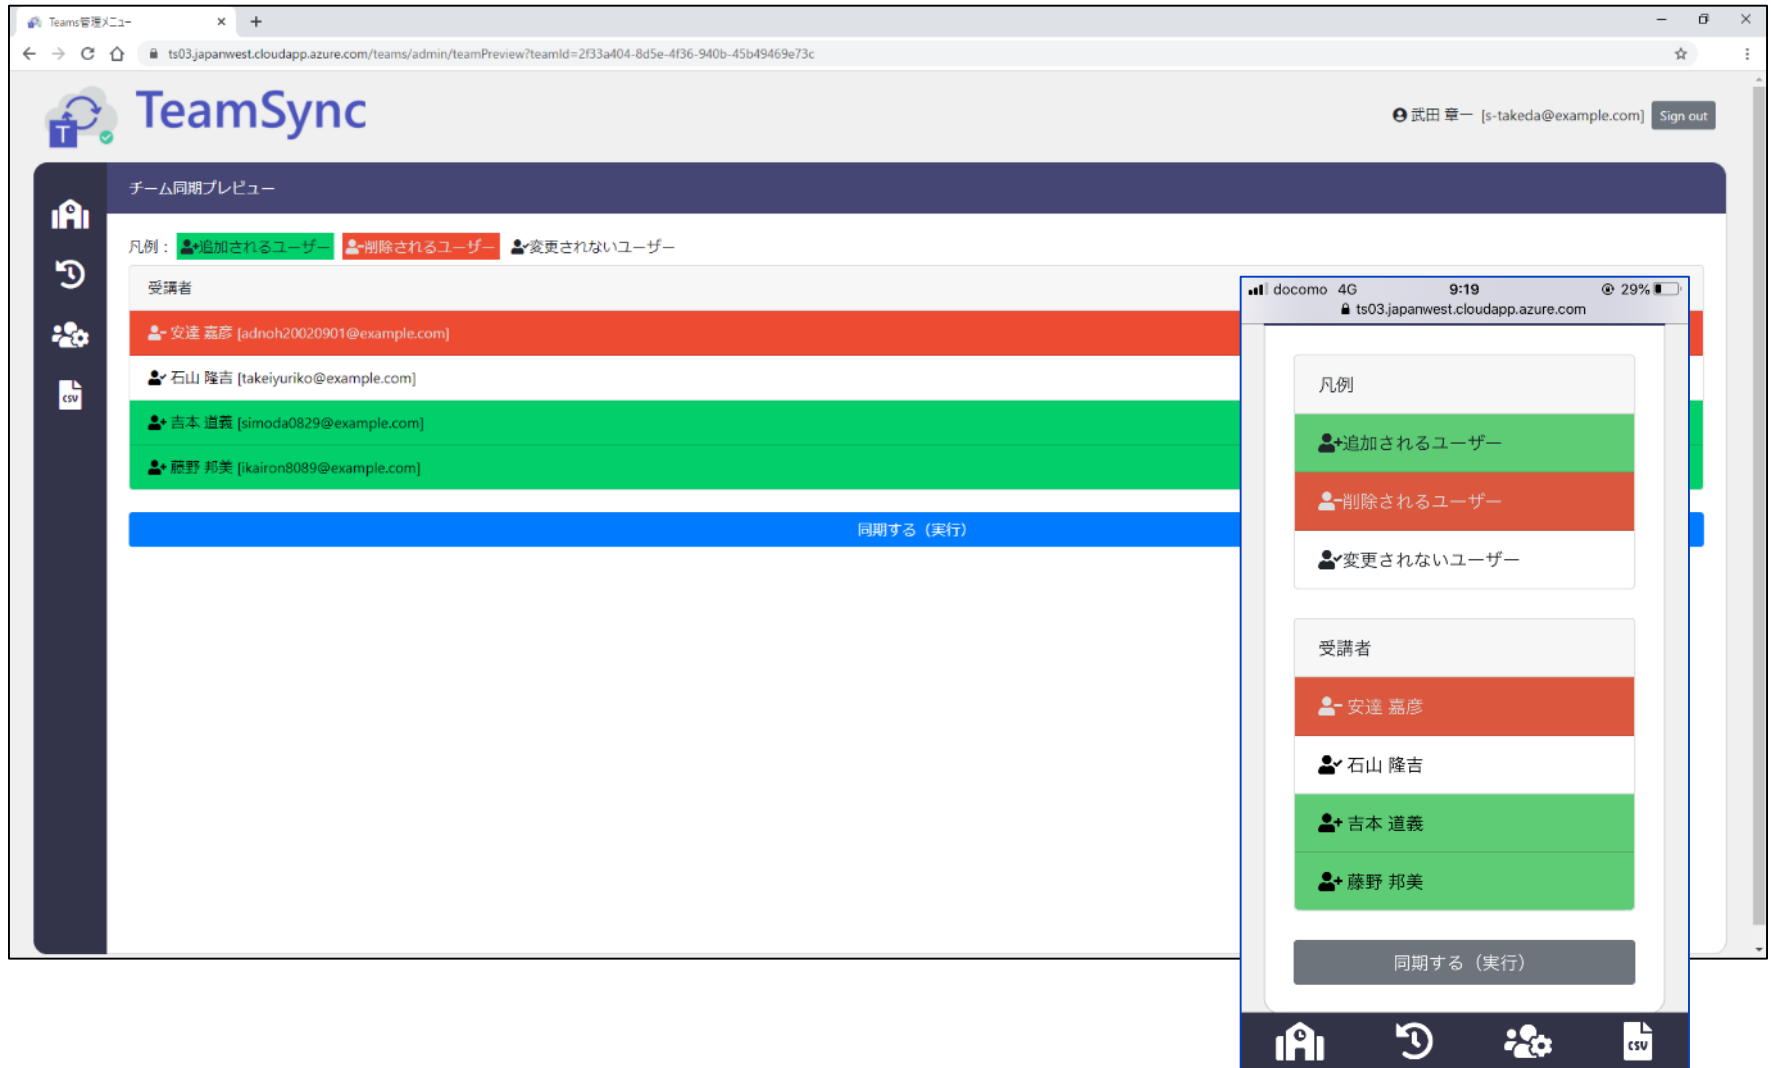 Teams管理メニュー
ts03.japanwest.cloudapp.azure.com/teams/admin/teamPreview?teamId=2f33a404-8d5e-4f36-940b-45b49469e73c
T
TeamSync
武田 章一 [s-takeda@example.com] Sign out
チーム同期プレビュー
凡例： 追加されるユーザー 削除されるユーザー 変更されないユーザー
受講者
安達 嘉彦 [adnoh20020901@example.com]
石山 隆吉 [takeiyuriko@example.com]
吉本 道義 [simoda0829@example.com]
藤野 邦美 [ikairon8089@example.com]
同期する（実行）
CSV
docomo 4G 9:19 29%
ts03.japanwest.cloudapp.azure.com
凡例
追加されるユーザー
削除されるユーザー
変更されないユーザー
受講者
安達 嘉彦
石山 隆吉
吉本 道義
藤野 邦美
同期する（実行）
CSV